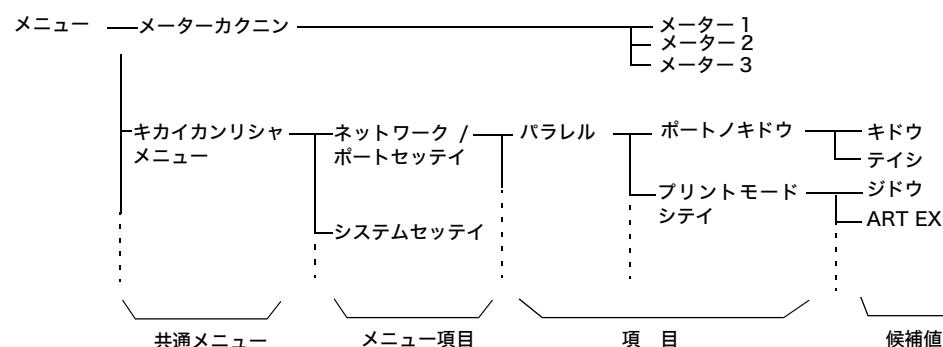 メニュー
メーターカクニン
メーター 1
メーター 2
メーター 3
キカイカンリシャ
メニュー
ネットワーク /
ポートセッテイ
パラレル
ポートノキドウ
キドウ
テイシ
プリントモード
シテイ
ジドウ
ART EX
システムセッテイ
共通メニュー
メニュー項目
項 目
候補値